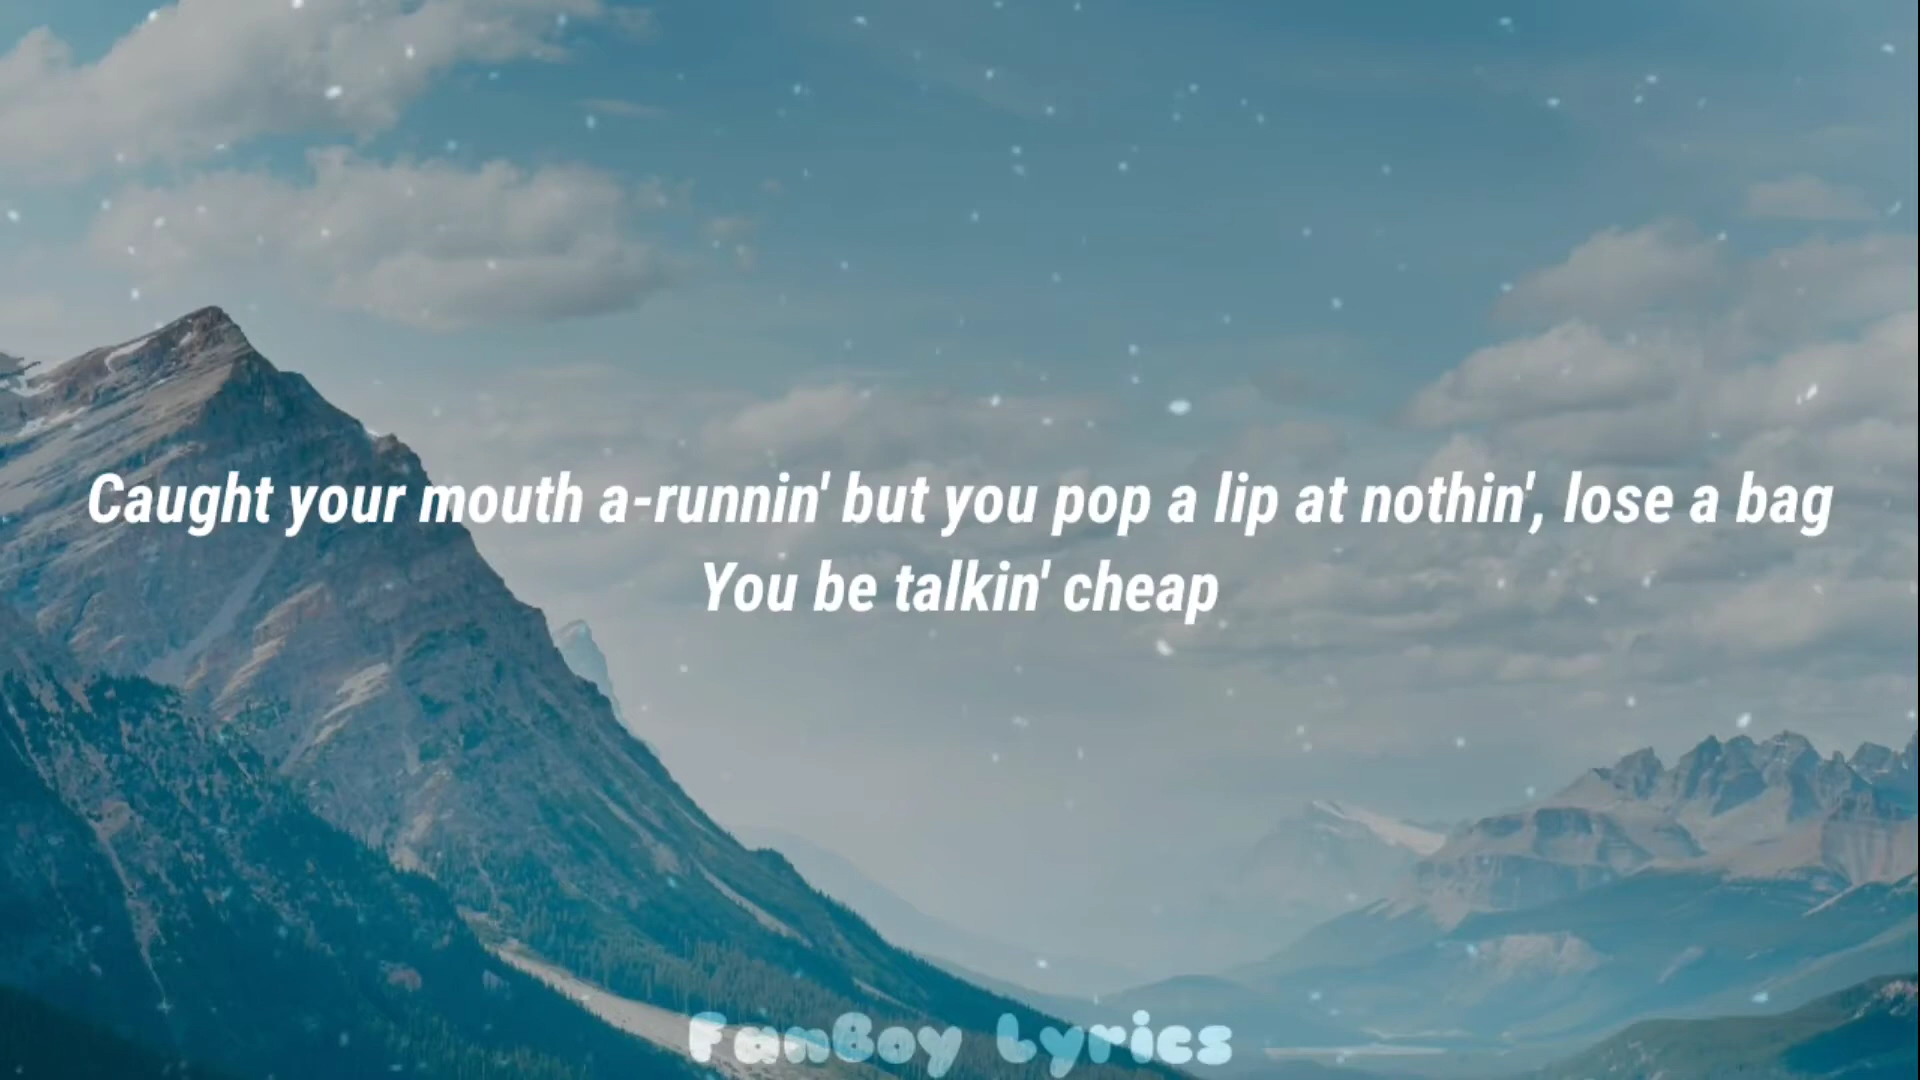 Caught your mouth a-runnin' but you pop a lip at nothin', lose a bag
You be talkin' cheap
FanBoy Lyrics